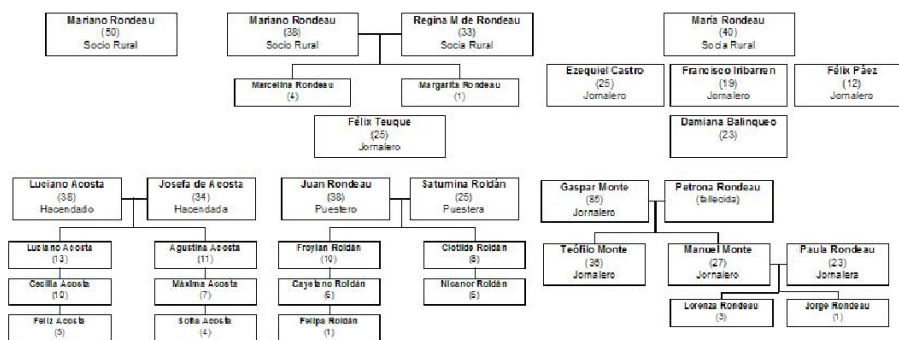 Mariano Rondeau
(50)
Socio Rural
Mariano Rondeau
(38)
Socio Rural
Regina M de Rondeau
(33)
Socia Rural
María Rondeau
(40)
Socia Rural
Marcelina Rondeau
(4)
Margarita Rondeau
(1)
Ezequiel Castro
(25)
Jornalero
Francisco Iribarren
(19)
Jornalero
Félix Páez
(12)
Jornalero
Félix Teuque
(25)
Jornalero
Damiana Balinqueo
(23)
Luciano Acosta
(38)
Hacendado
Josefa de Acosta
(34)
Hacendada
Juan Rondeau
(38)
Puestero
Saturnina Roldán
(25)
Puestera
Gaspar Monte
(85)
Jornalero
Petrona Rondeau
(fallecida)
Luciano Acosta
(13)
Agustina Acosta
(11)
Froylan Roldán
(10)
Clotilde Roldán
(8)
Teófilo Monte
(36)
Jornalero
Manuel Monte
(27)
Jornalero
Paula Rondeau
(23)
Jornalera
Cecilia Acosta
(10)
Máxima Acosta
(7)
Cayetano Roldán
(6)
Nicanor Roldán
(5)
Feliz Acosta
(5)
Sofia Acosta
(4)
Felipa Roldán
(1)
Lorenza Rondeau
(3)
Jorge Rondeau
(1)